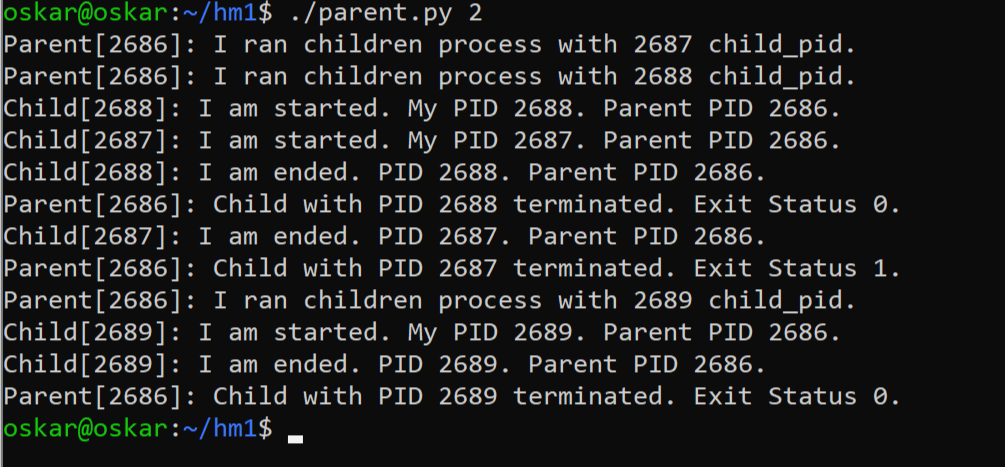 oskar@oskar:~/hm1$ ./parent.py 2
Parent[2686]: I ran children process with 2687 child_pid.
Parent[2686]: I ran children process with 2688 child_pid.
Child[2688]: I am started. My PID 2688. Parent PID 2686.
Child[2687]: I am started. My PID 2687. Parent PID 2686.
Child[2688]: I am ended. PID 2688. Parent PID 2686.
Parent[2686]: Child with PID 2688 terminated. Exit Status 0.
Child[2687]: I am ended. PID 2687. Parent PID 2686.
Parent[2686]: Child with PID 2687 terminated. Exit Status 1.
Parent[2686]: I ran children process with 2689 child_pid.
Child[2689]: I am started. My PID 2689. Parent PID 2686.
Child[2689]: I am ended. PID 2689. Parent PID 2686.
Parent[2686]: Child with PID 2689 terminated. Exit Status 0.
oskar@oskar:~/hm1$